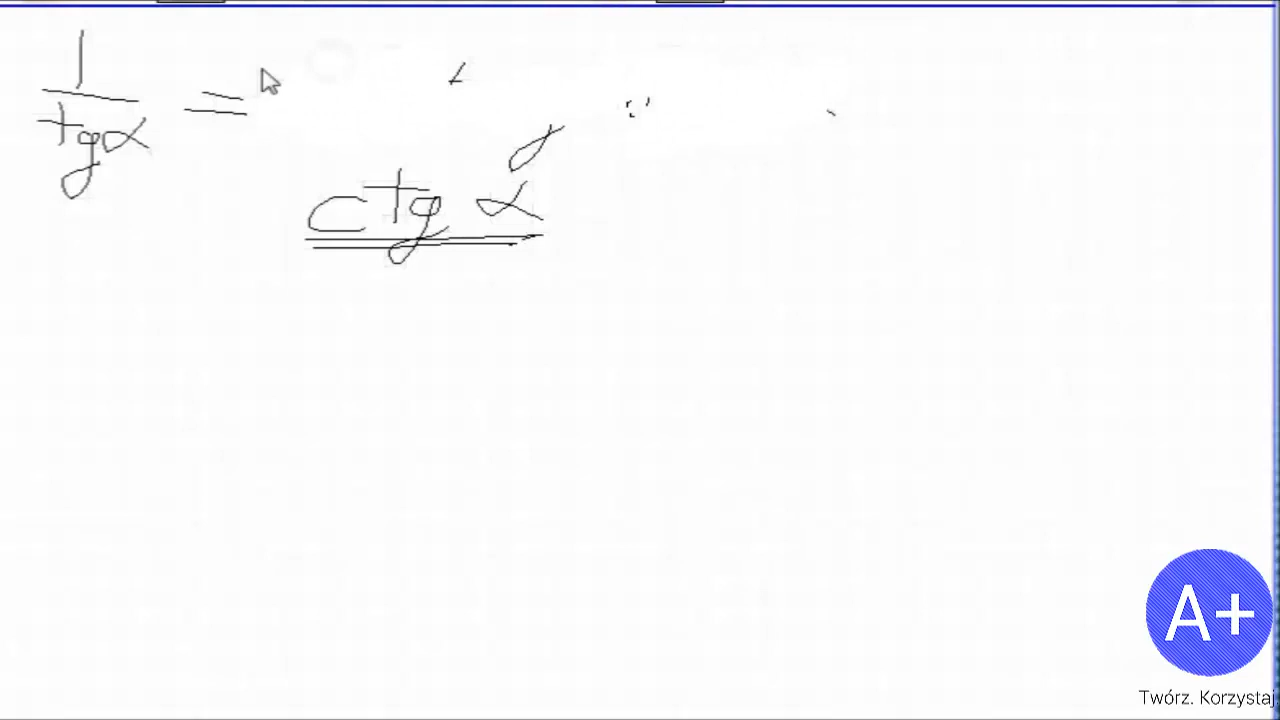 1
tgα =
ctg α
A+
Twórz. Korzystaj